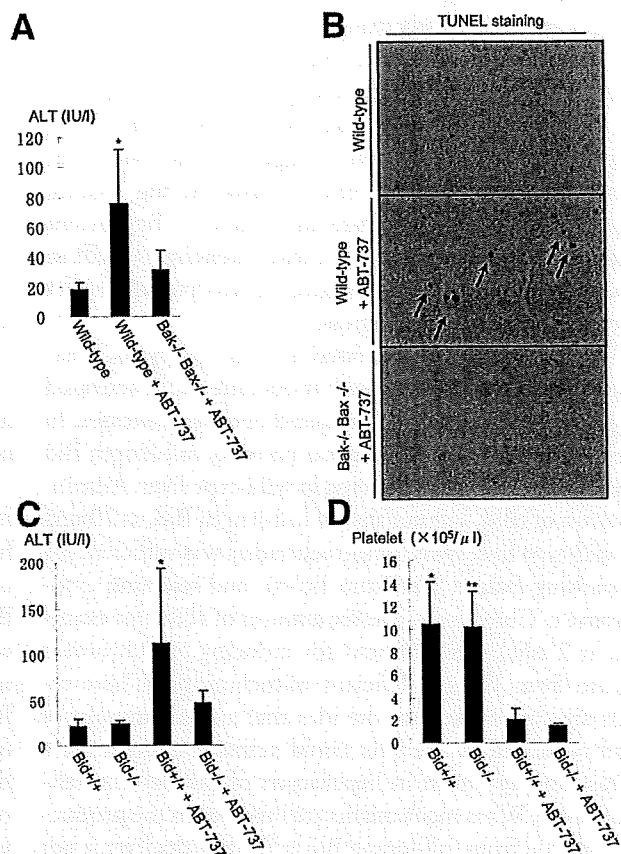 A
ALT (IU/l)
120
100
80
60
40
20
0
*
Wild-type
Wild-type + ABT-737
Bak-/- Bax-/- + ABT-737
B
TUNEL staining
Wild-type
Wild-type
+ ABT-737
Bak-/- Bax -/-
+ ABT-737
C
ALT (IU/l)
200
150
100
50
0
*
Bid+/+
Bid-/-
Bid+/+ + ABT-737
Bid-/- + ABT-737
D
Platelet (×10⁵/μl)
16
14
12
10
8
6
4
2
0
*
**
Bid+/+
Bid-/-
Bid+/+ + ABT-737
Bid-/- + ABT-737